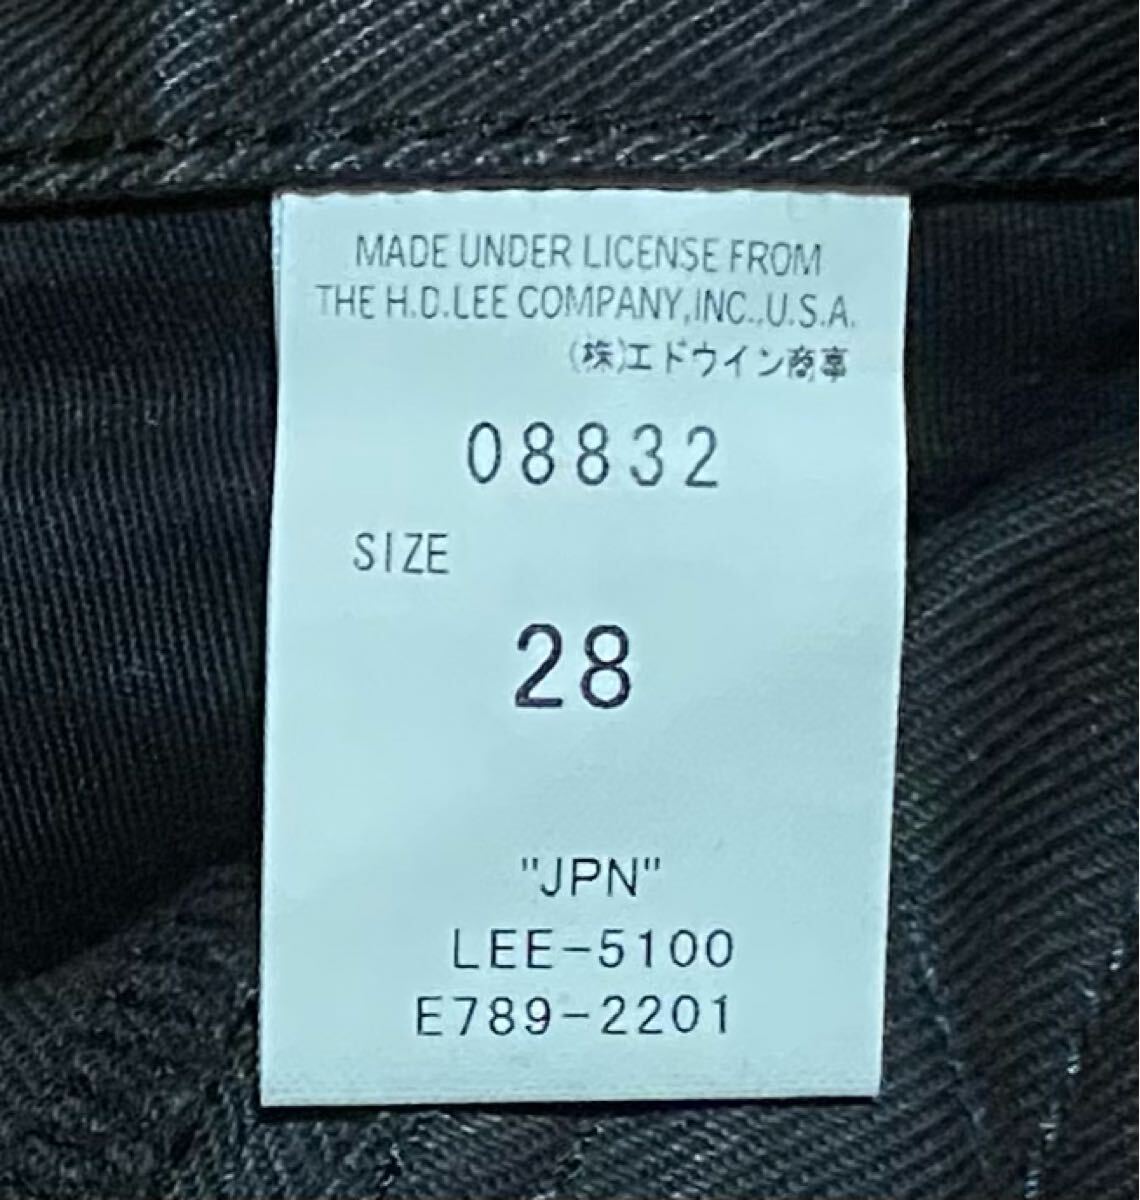 MADE UNDER LICENSE FROM
THE H.D.LEE COMPANY,INC.,U.S.A.
(株)エドウイン商事
08832
SIZE
28
"JPN"
LEE-5100
E789-2201